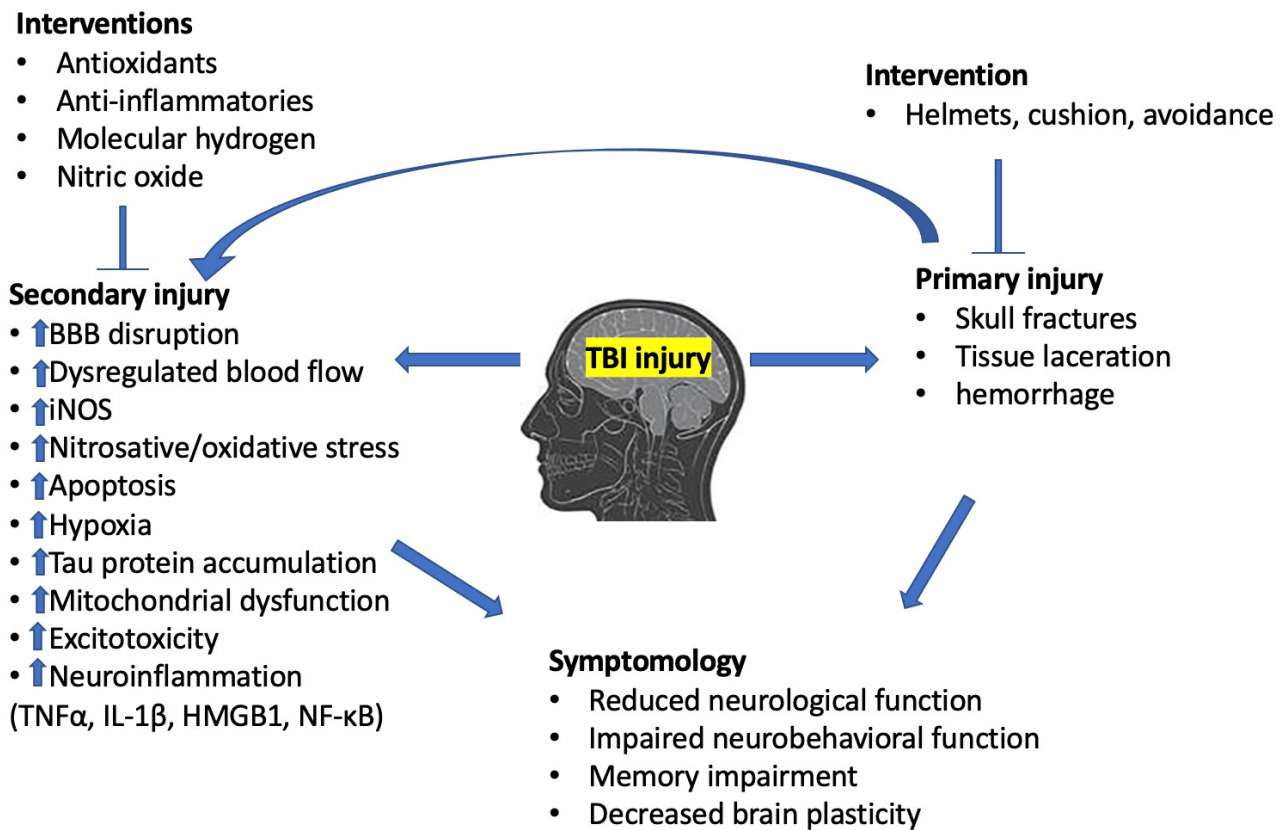 Interventions
• Antioxidants
• Anti-inflammatories
• Molecular hydrogen
• Nitric oxide
Intervention
• Helmets, cushion, avoidance
Secondary injury
• BBB disruption
• Dysregulated blood flow
• iNOS
• Nitrosative/oxidative stress
• Apoptosis
• Hypoxia
• Tau protein accumulation
• Mitochondrial dysfunction
• Excitotoxicity
• Neuroinflammation
(TNFα, IL-1β, HMGB1, NF-κB)
TBI injury
Primary injury
• Skull fractures
• Tissue laceration
• hemorrhage
Symptomology
• Reduced neurological function
• Impaired neurobehavioral function
• Memory impairment
• Decreased brain plasticity